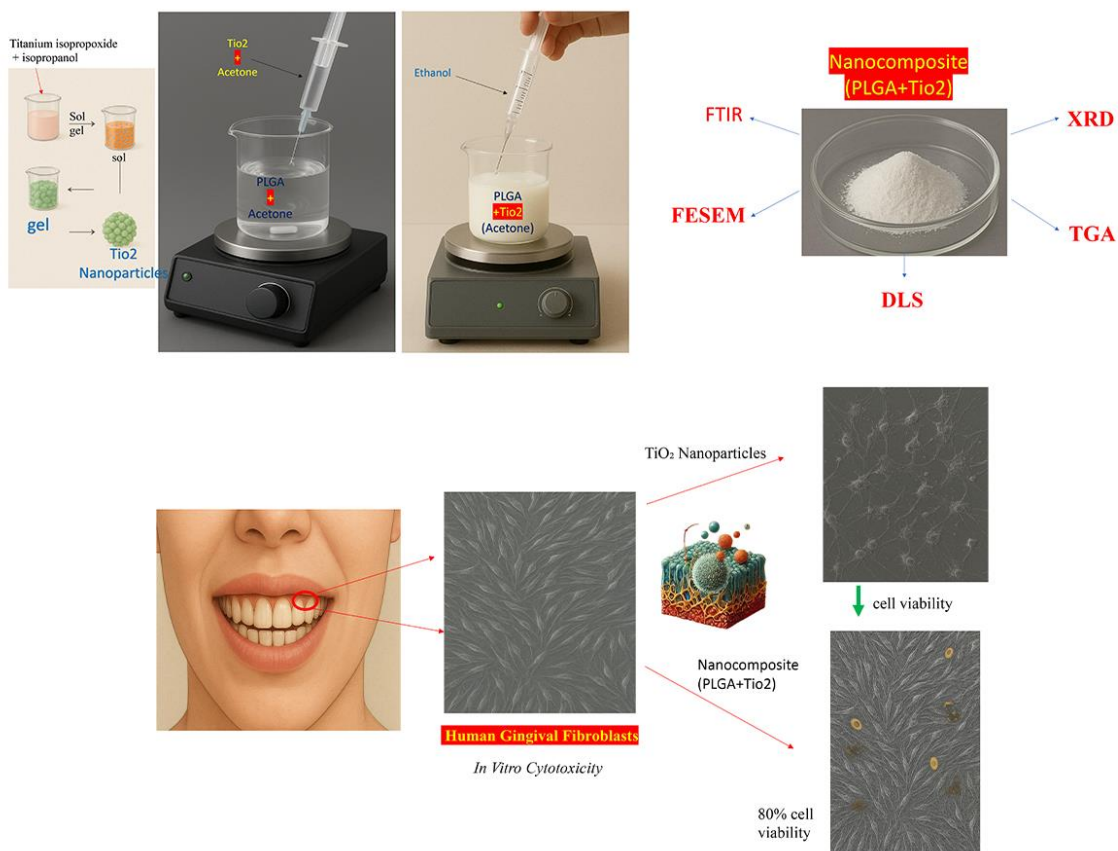 Titanium isopropoxide
+ isopropanol
Sol
gel
sol
gel
Tio2
Nanoparticles
Tio2
+
Acetone
PLGA
+
Acetone
Ethanol
PLGA
+Tio2
(Acetone)
Nanocomposite
(PLGA+Tio2)
FTIR
XRD
FESEM
TGA
DLS
TiO₂ Nanoparticles
cell viability
Nanocomposite
(PLGA+Tio2)
Human Gingival Fibroblasts
In Vitro Cytotoxicity
80% cell
viability